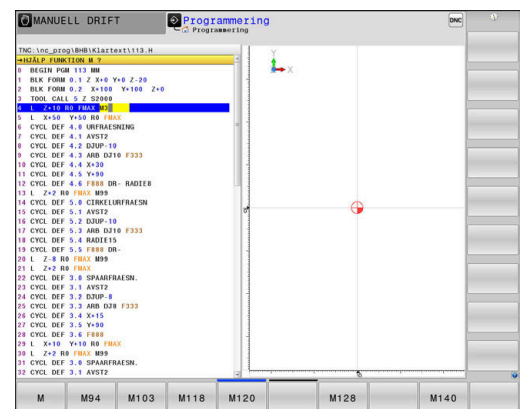 MANUELL DRIFT
Programmering
Programmering
DNC
TNC:\nc_prog\BHB\Klartext\113.H
→HJÄLP FUNKTION M ?
0 BEGIN PGM 113 MM
1 BLK FORM 0.1 Z X+0 Y+0 Z-20
2 BLK FORM 0.2 X+100 Y+100 Z+0
3 TOOL CALL 5 Z S2000
4 L Z+10 R0 FMAX M3
5 L X+50 Y+50 R0 FMAX
6 CYCL DEF 4.0 URFRAESNING
7 CYCL DEF 4.1 AVST2
8 CYCL DEF 4.2 DJUP-10
9 CYCL DEF 4.3 ARB DJ10 F333
10 CYCL DEF 4.4 X+30
11 CYCL DEF 4.5 Y+90
12 CYCL DEF 4.6 F888 DR- RADIE8
13 L Z+2 R0 FMAX M99
14 CYCL DEF 5.0 CIRKELURFRAESN
15 CYCL DEF 5.1 AVST2
16 CYCL DEF 5.2 DJUP-10
17 CYCL DEF 5.3 ARB DJ10 F333
18 CYCL DEF 5.4 RADIE15
19 CYCL DEF 5.5 F888 DR-
20 L Z-8 R0 FMAX M99
21 L Z+2 R0 FMAX
22 CYCL DEF 3.0 SPAARFRAESN.
23 CYCL DEF 3.1 AVST2
24 CYCL DEF 3.2 DJUP-8
25 CYCL DEF 3.3 ARB DJ8 F333
26 CYCL DEF 3.4 X+15
27 CYCL DEF 3.5 Y+90
28 CYCL DEF 3.6 F888
29 L X+10 Y+10 R0 FMAX
30 L Z+2 R0 FMAX M99
31 CYCL DEF 3.0 SPAARFRAESN.
32 CYCL DEF 3.1 AVST2
Y
X
0
0
M M94 M103 M118 M120 M128 M140